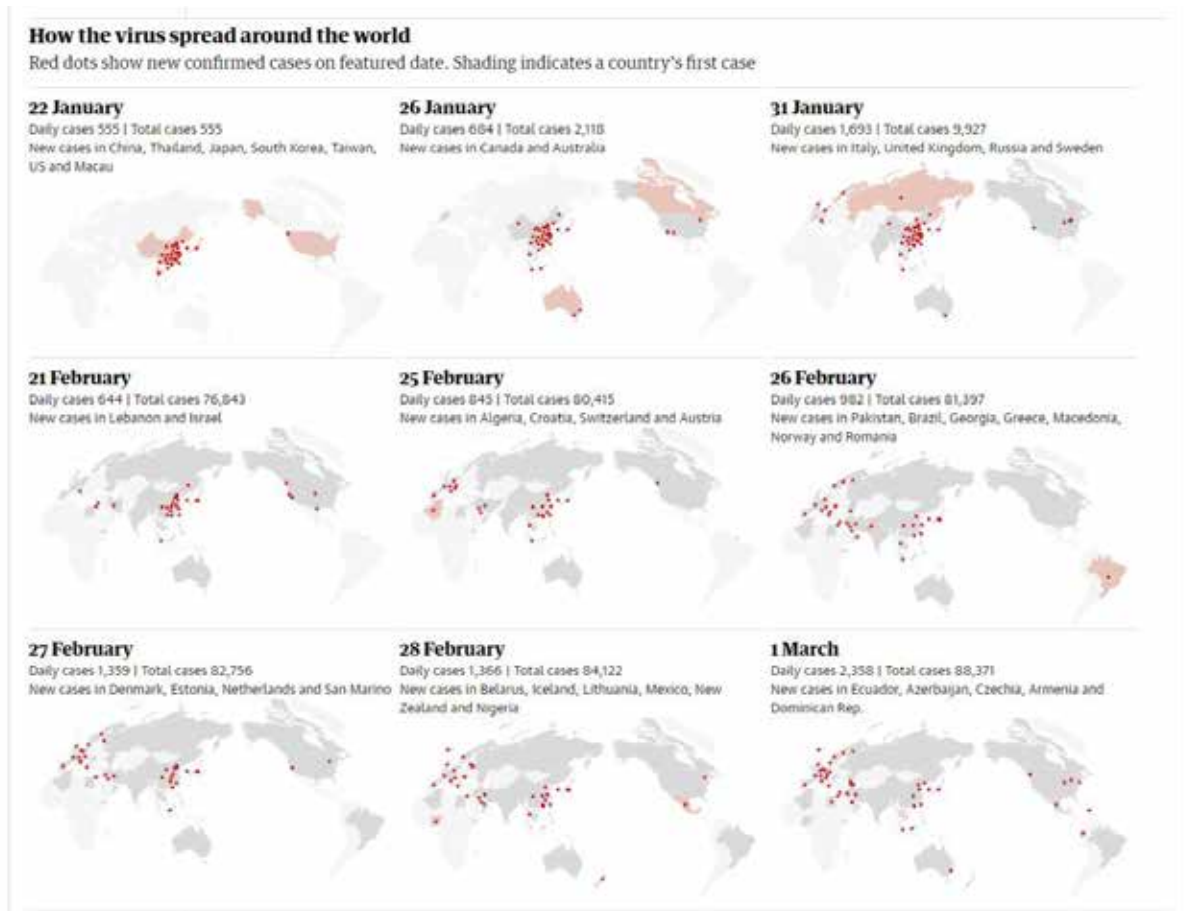 How the virus spread around the world
Red dots show new confirmed cases on featured date. Shading indicates a country's first case
22 January
Daily cases 555 | Total cases 555
New cases in China, Thailand, Japan, South Korea, Taiwan,
US and Macau
26 January
Daily cases 684 | Total cases 2,118
New cases in Canada and Australia
31 January
Daily cases 1,693 | Total cases 9,927
New cases in Italy, United Kingdom, Russia and Sweden
21 February
Daily cases 644 | Total cases 76,843
New cases in Lebanon and Israel
25 February
Daily cases 845 | Total cases 80,415
New cases in Algeria, Croatia, Switzerland and Austria
26 February
Daily cases 982 | Total cases 81,397
New cases in Pakistan, Brazil, Georgia, Greece, Macedonia,
Norway and Romania
27 February
Daily cases 1,359 | Total cases 82,756
New cases in Denmark, Estonia, Netherlands and San Marino
28 February
Daily cases 1,366 | Total cases 84,122
New cases in Belarus, Iceland, Lithuania, Mexico, New
Zealand and Nigeria
1 March
Daily cases 2,358 | Total cases 88,371
New cases in Ecuador, Azerbaijan, Czechia, Armenia and
Dominican Rep.